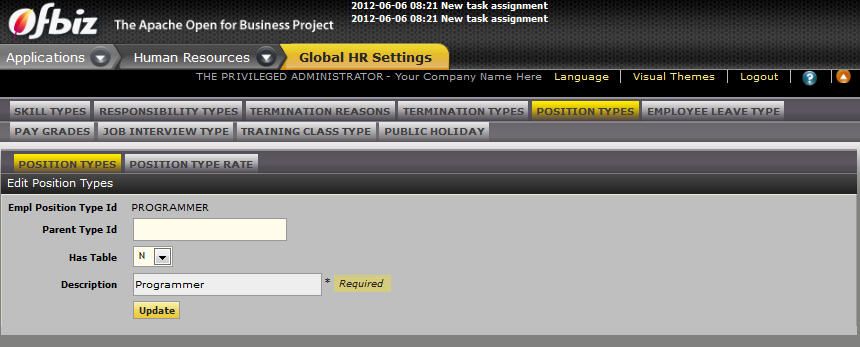 2012-06-06 08:21 New task assignment
Ofbiz The Apache Open for Business Project
2012-06-06 08:21 New task assignment
Applications Human Resources Global HR Settings
THE PRIVILEGED ADMINISTRATOR - Your Company Name Here Language Visual Themes Logout ?
SKILL TYPES RESPONSIBILITY TYPES TERMINATION REASONS TERMINATION TYPES POSITION TYPES EMPLOYEE LEAVE TYPE
PAY GRADES JOB INTERVIEW TYPE TRAINING CLASS TYPE PUBLIC HOLIDAY
POSITION TYPES POSITION TYPE RATE
Edit Position Types
Empl Position Type Id PROGRAMMER
Parent Type Id
Has Table N
Description Programmer * Required
Update